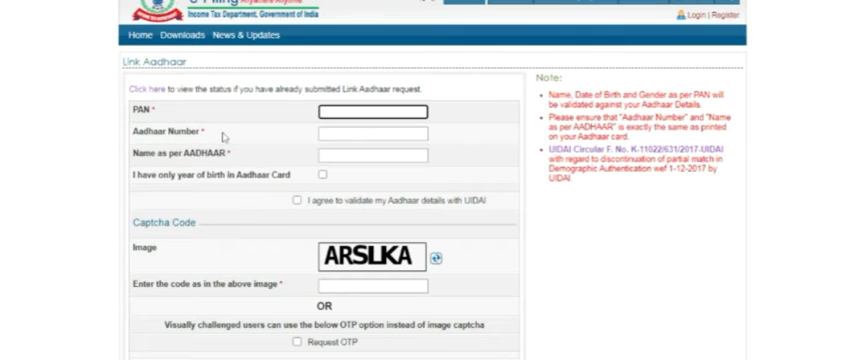 e-Filing Anywhere Anytime
Income Tax Department, Government of India
Login | Register
Home Downloads News & Updates
Link Aadhaar
Click here to view the status if you have already submitted Link Aadhaar request.
PAN *
Aadhaar Number *
Name as per AADHAAR *
I have only year of birth in Aadhaar Card
I agree to validate my Aadhaar details with UIDAI
Captcha Code
Image
ARSLKA
Enter the code as in the above image *
OR
Visually challenged users can use the below OTP option instead of image captcha
Request OTP
Note:
Name, Date of Birth and Gender as per PAN will
be validated against your Aadhaar Details.
Please ensure that "Aadhaar Number" and "Name
as per AADHAAR" is exactly the same as printed
on your Aadhaar card.
UIDAI Circular F. No. K-11022/631/2017-UIDAI
with regard to discontinuation of partial match in
Demographic Authentication wef 1-12-2017 by
UIDAI.